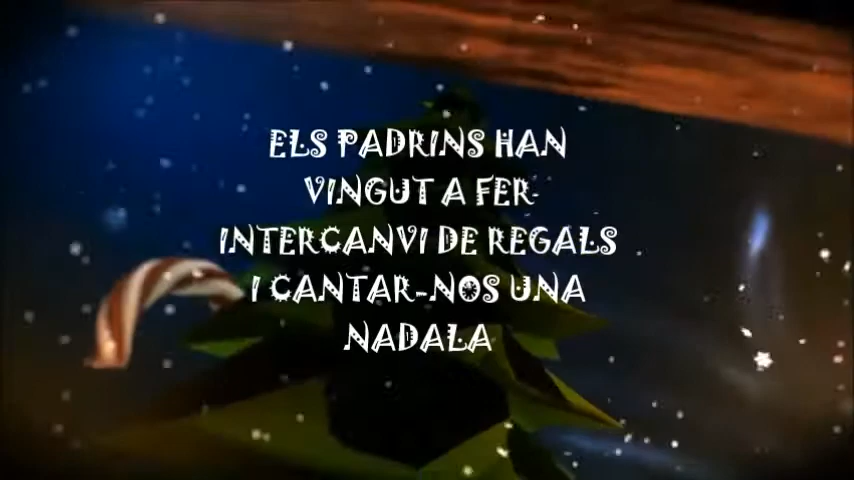 ELS PADRINS HAN
VINGUT A FER
INTERCANVI DE REGALS
I CANTAR-NOS UNA
NADALA